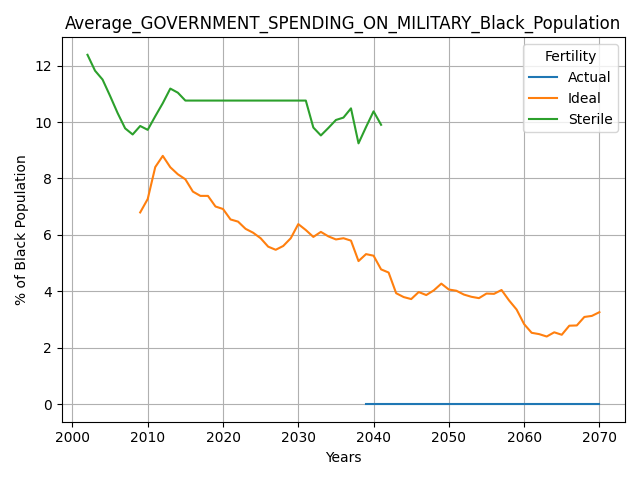 Average_GOVERNMENT_SPENDING_ON_MILITARY_Black_Population
Fertility
Actual
Ideal
Sterile
% of Black Population
12
10
8
6
4
2
0
2000 2010 2020 2030 2040 2050 2060 2070
Years